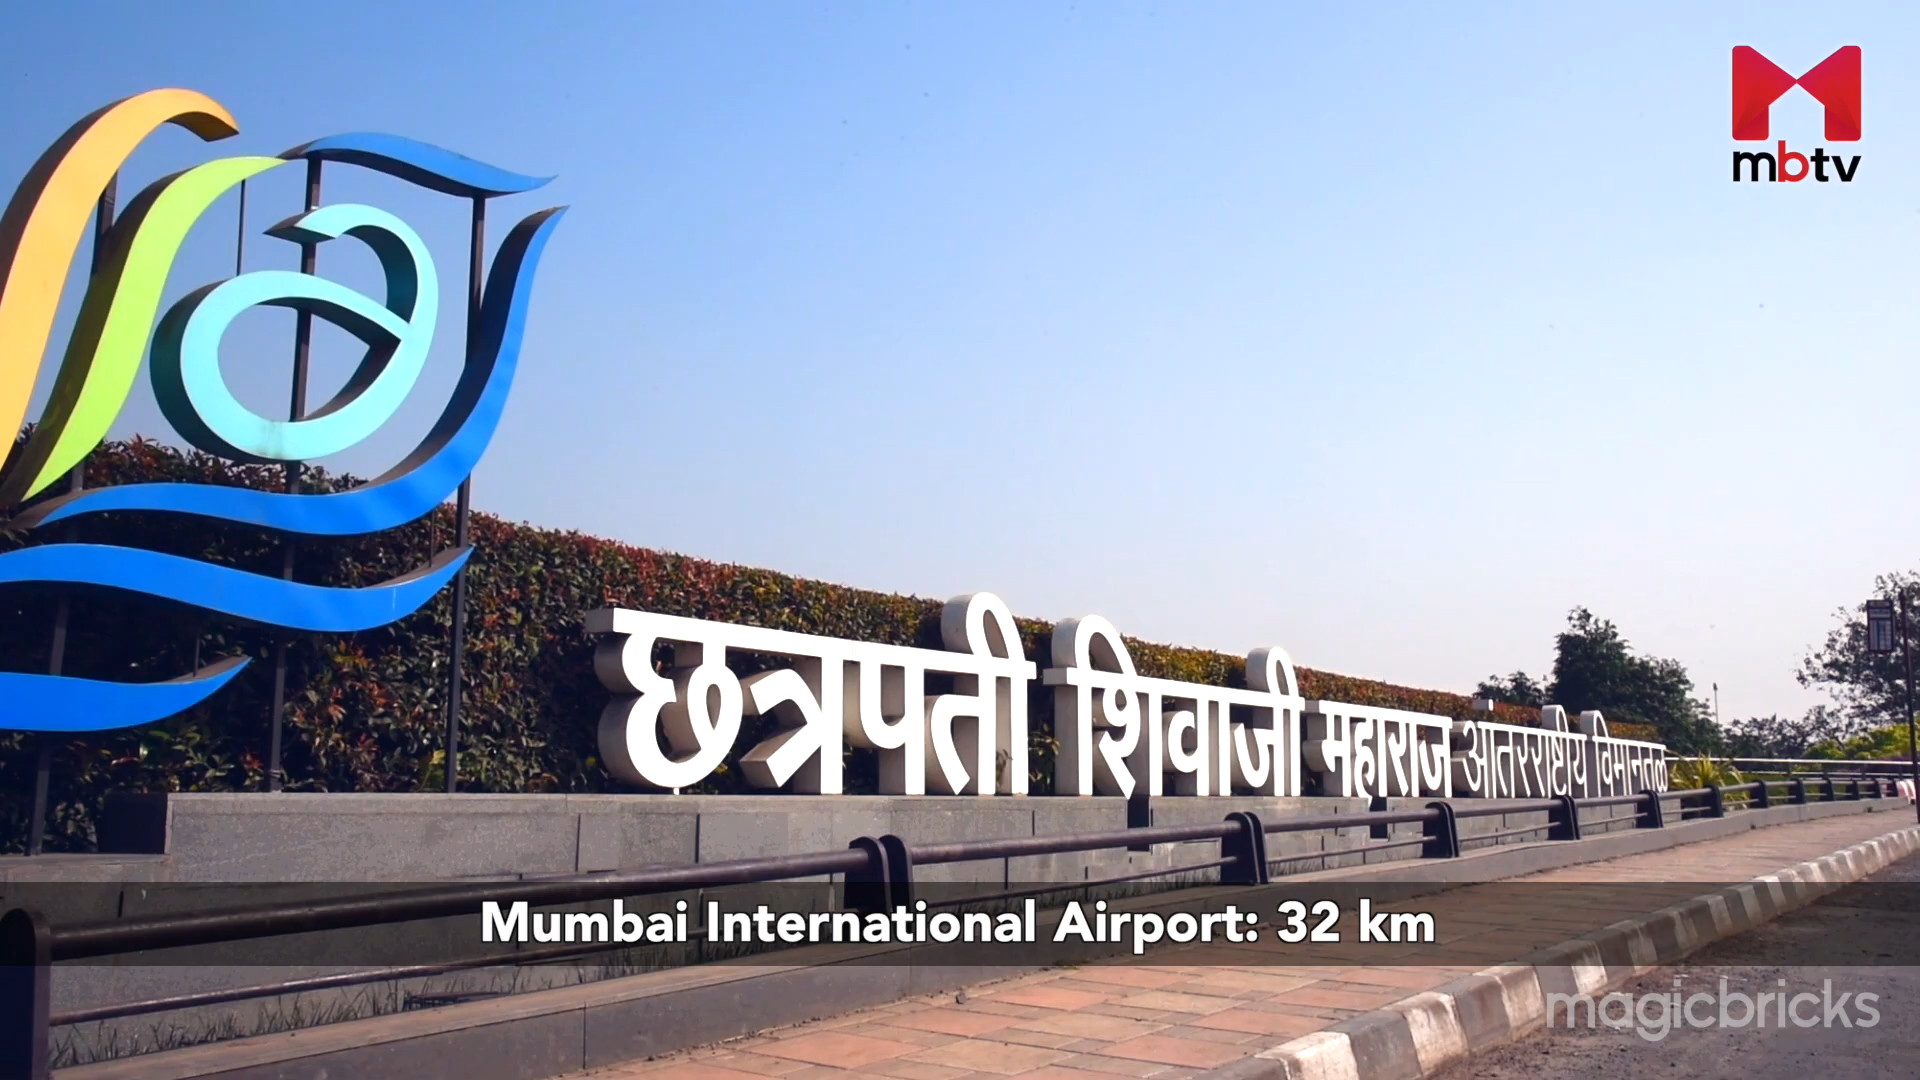 mbtv
छत्रपती शिवाजी महाराज आंतरराष्ट्रीय विमानतळ
Mumbai International Airport: 32 km
magicbricks